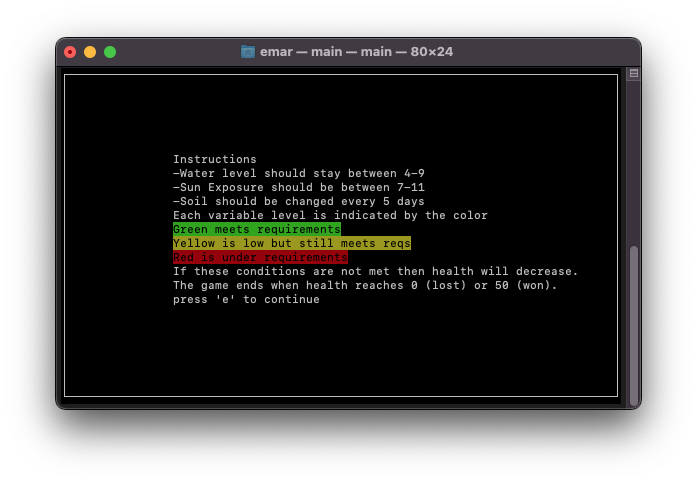 emar — main — main — 80×24
Instructions
-Water level should stay between 4-9
-Sun Exposure should be between 7-11
-Soil should be changed every 5 days
Each variable level is indicated by the color
Green meets requirements
Yellow is low but still meets reqs
Red is under requirements
If these conditions are not met then health will decrease.
The game ends when health reaches 0 (lost) or 50 (won).
press 'e' to continue